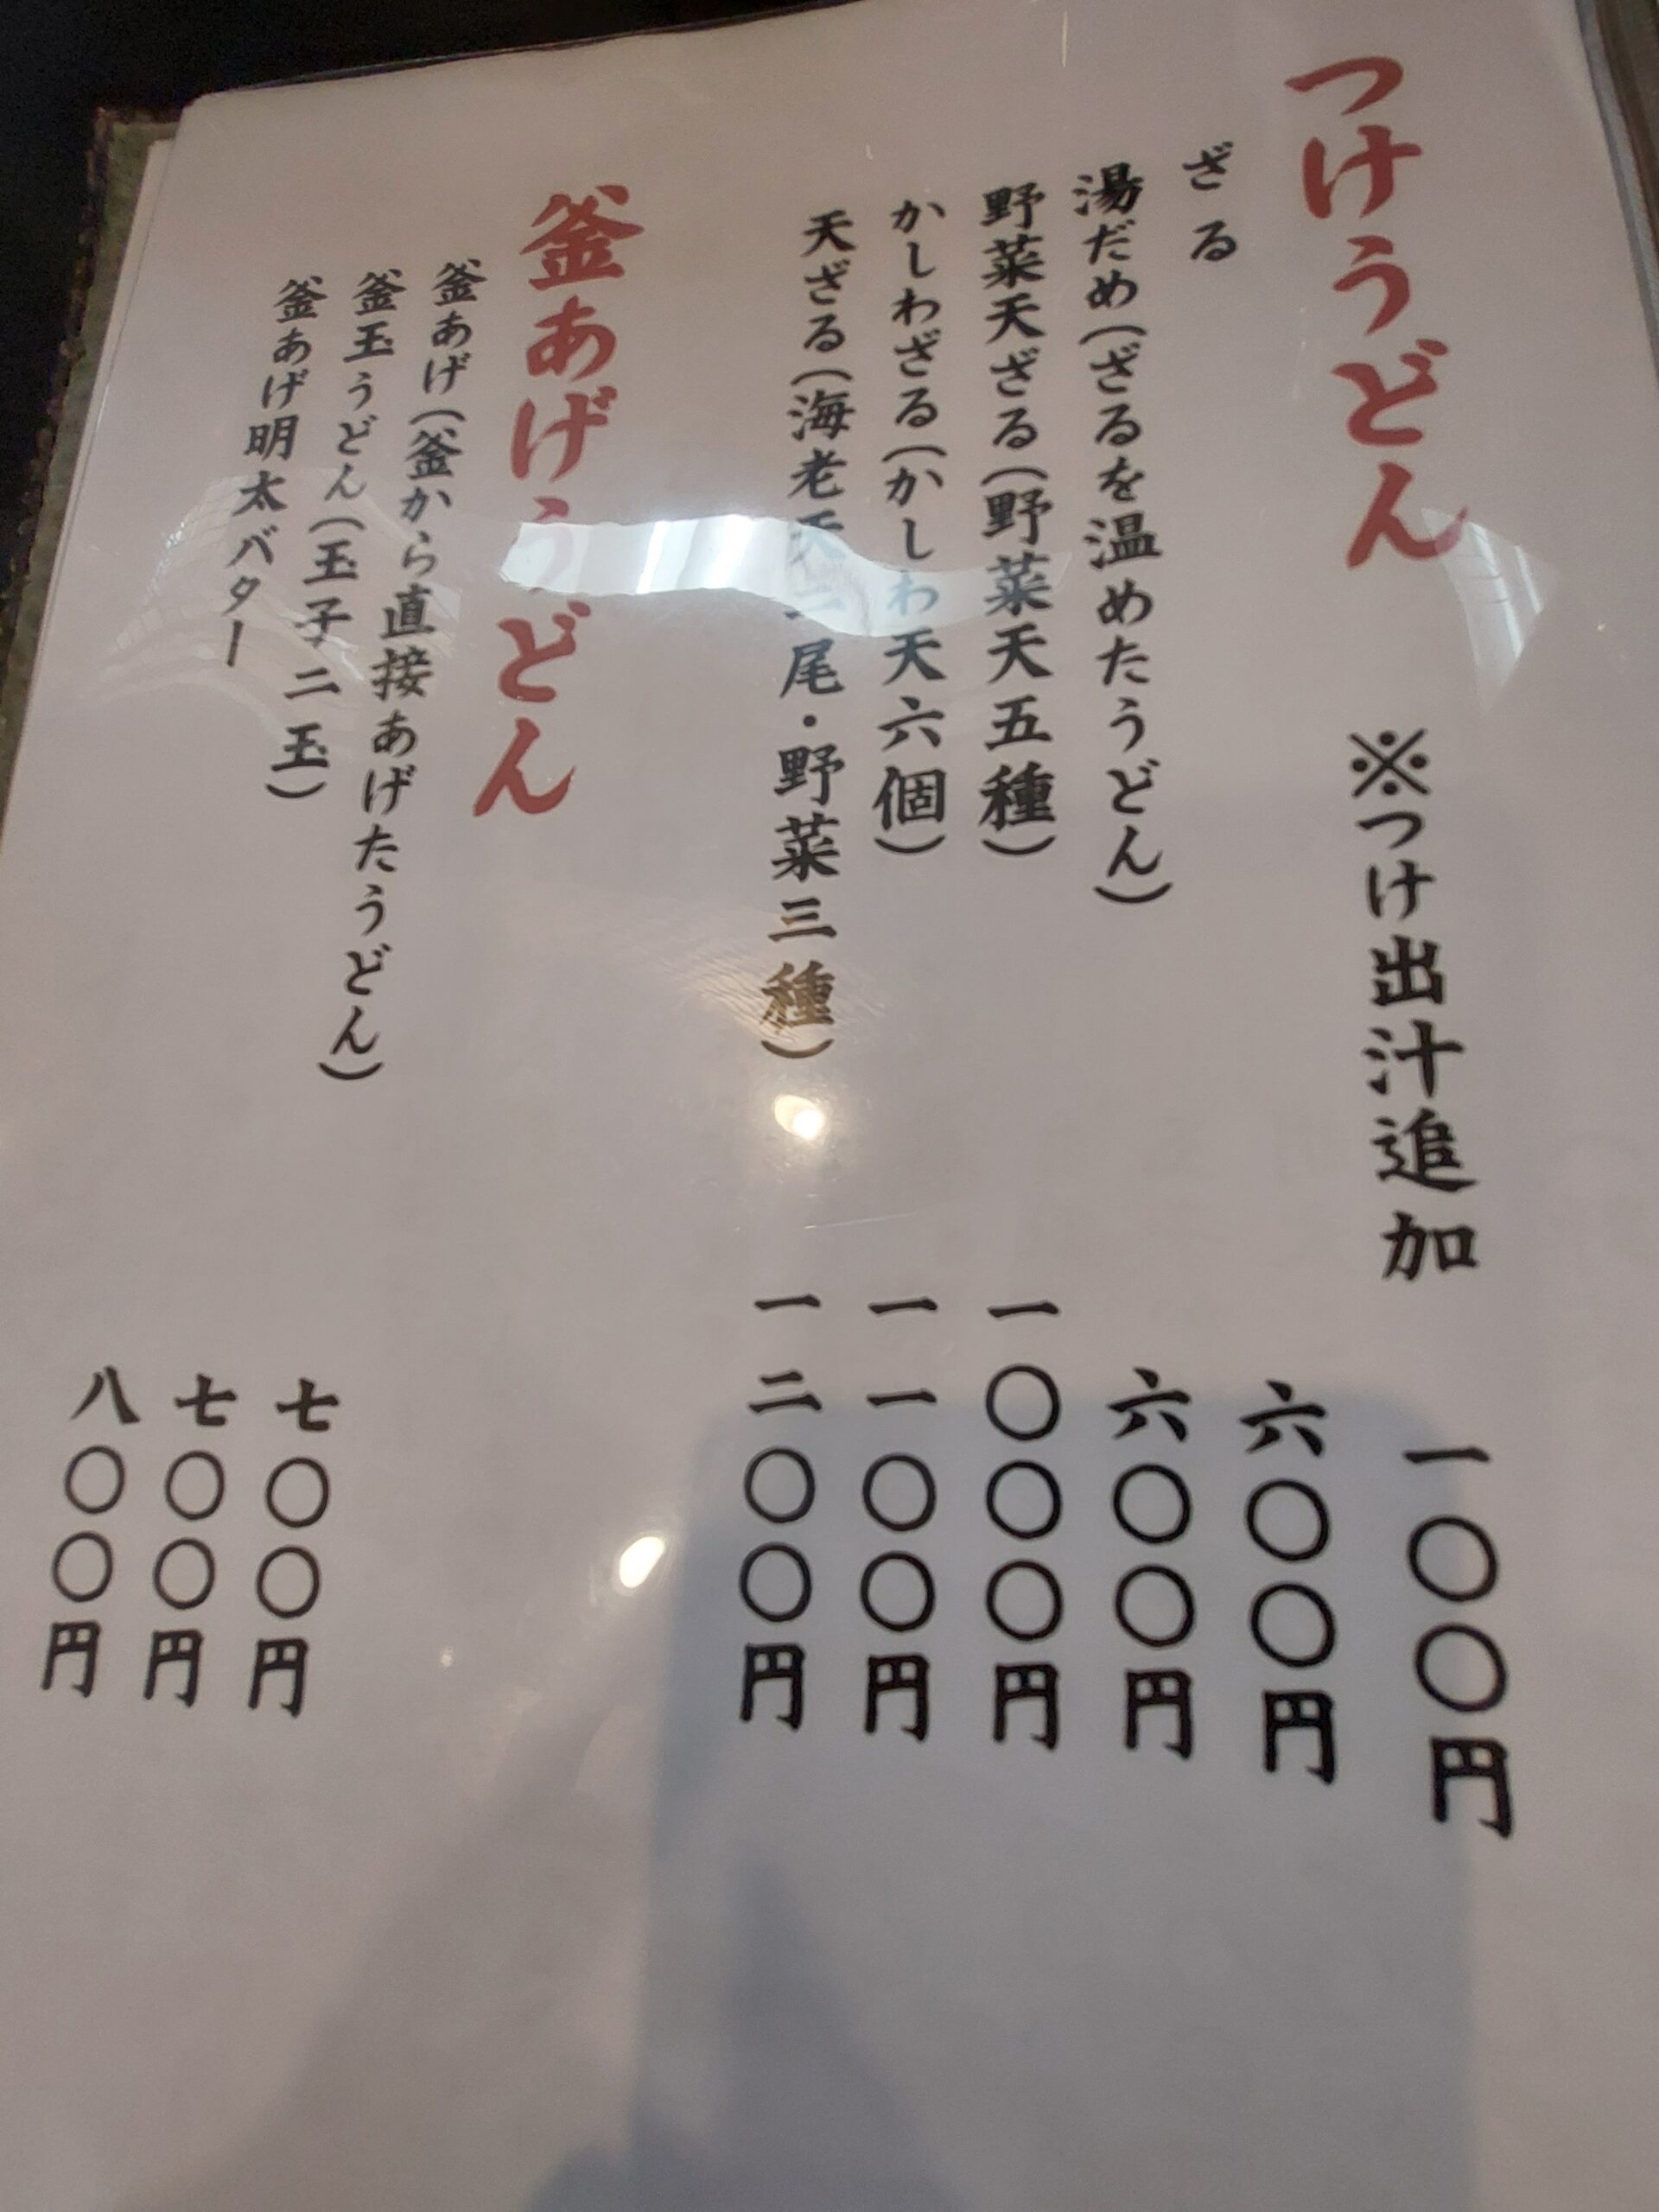 つけうどん ※つけ出汁追加 一〇〇円
ざる 六〇〇円
湯だめ(ざるを温めたうどん) 六〇〇円
野菜天ざる(野菜天五種) 一〇〇〇円
かしわざる(かしわ天六個) 一一〇〇円
天ざる(海老天二尾・野菜三種) 一二〇〇円
釜あげうどん
釜あげ(釜から直接あげたうどん) 七〇〇円
釜玉うどん(玉子二玉) 七〇〇円
釜あげ明太バター 八〇〇円